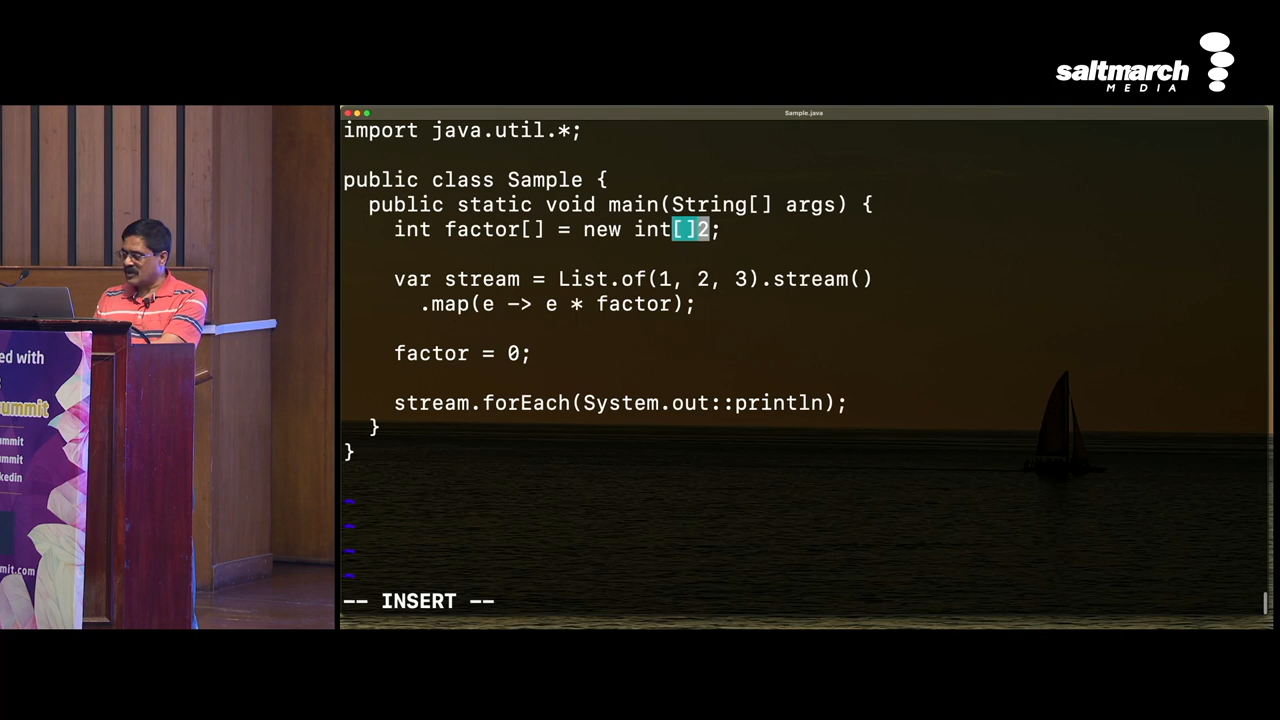 saltmarch
MEDIA
Sample.java
import java.util.*;
public class Sample {
public static void main(String[] args) {
int factor[] = new int[]2;
var stream = List.of(1, 2, 3).stream()
.map(e -> e * factor);
factor = 0;
stream.forEach(System.out::println);
}
}
~
~
~
~
-- INSERT --
ed with
ummit
ummit
ummit
kedin
mit.com